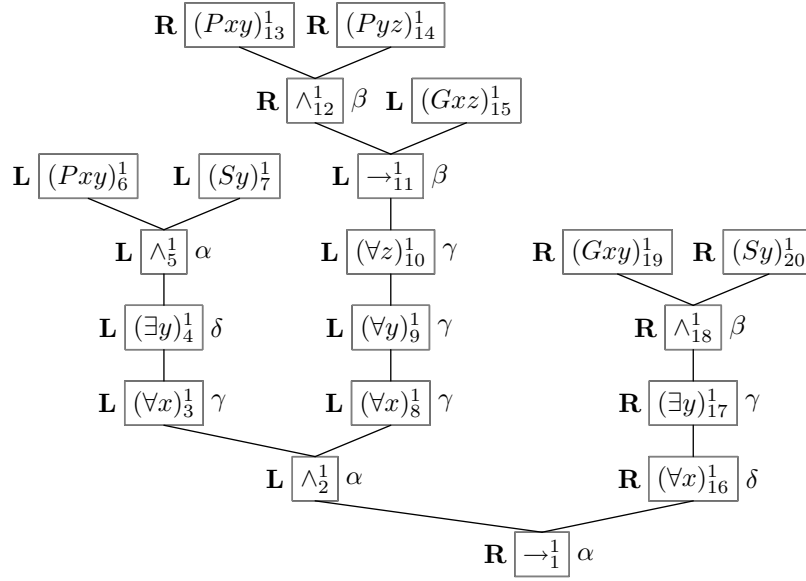 R (Pxy)¹₁₃ R (Pyz)¹₁₄
R ∧¹₁₂ β L (Gxz)¹₁₅
L (Pxy)¹₆ L (Sy)¹₇ L →¹₁₁ β
L ∧¹₅ α L (∀z)¹₁₀ γ R (Gxy)¹₁₉ R (Sy)¹₂₀
L (∃y)¹₄ δ L (∀y)¹₉ γ R ∧¹₁₈ β
L (∀x)¹₃ γ L (∀x)¹₈ γ R (∃y)¹₁₇ γ
L ∧¹₂ α R (∀x)¹₁₆ δ
R →¹₁ α